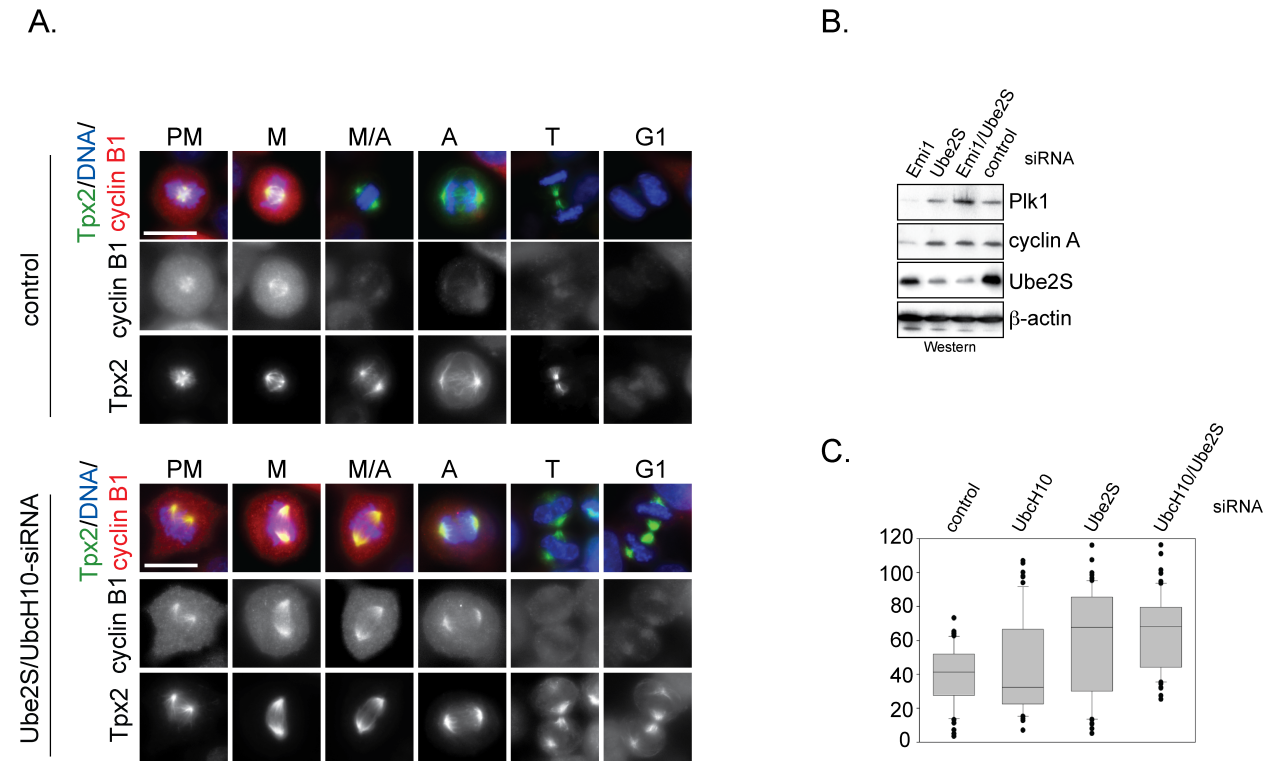 A.
PM M M/A A T G1
Tpx2/DNA/
cyclin B1
cyclin B1
Tpx2
control
PM M M/A A T G1
Tpx2/DNA/
cyclin B1
cyclin B1
Tpx2
Ube2S/UbcH10-siRNA
B.
Emi1
Ube2S
Emi1/Ube2S
control
siRNA
Plk1
cyclin A
Ube2S
β-actin
Western
C.
control
UbcH10
Ube2S
UbcH10/Ube2S
siRNA
120
100
80
60
40
20
0